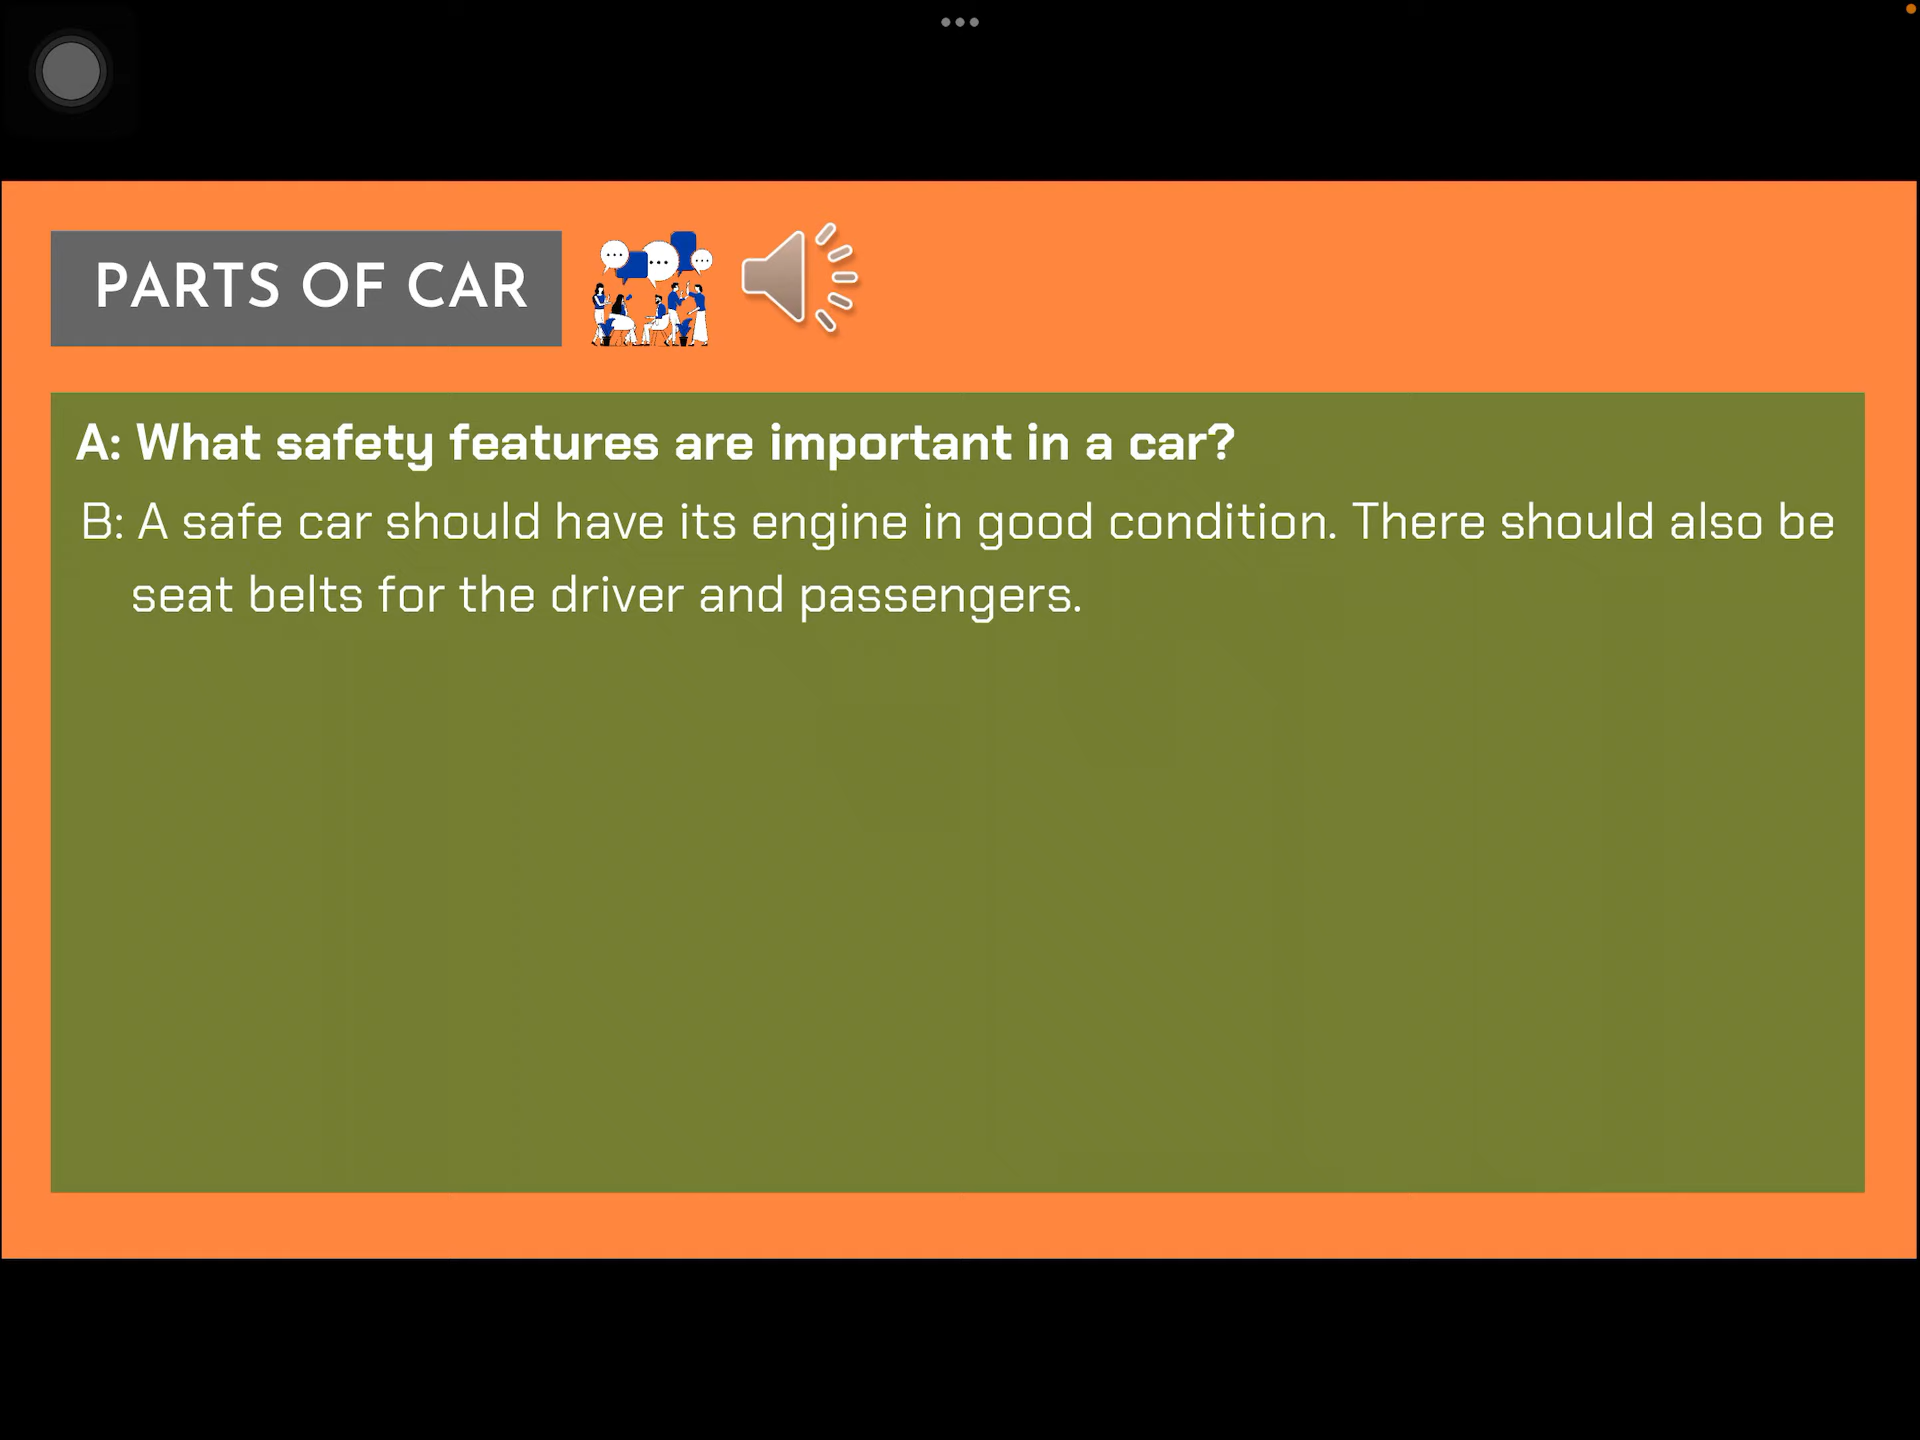 PARTS OF CAR
A: What safety features are important in a car?
B: A safe car should have its engine in good condition. There should also be
seat belts for the driver and passengers.